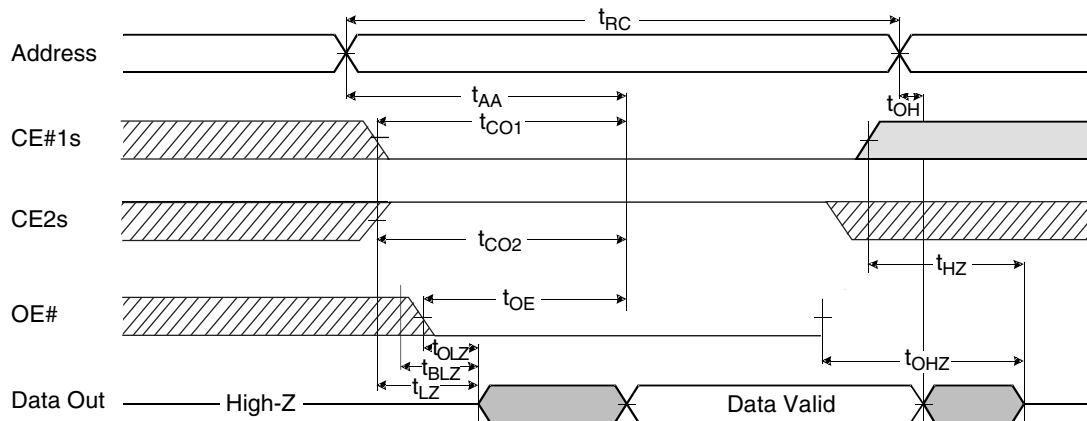 tRC
Address
tAA
tOH
CE#1s
tCO1
CE2s
tCO2
tHZ
OE#
tOE
tOLZ
tBLZ
tOHZ
tLZ
Data Out
High-Z
Data Valid